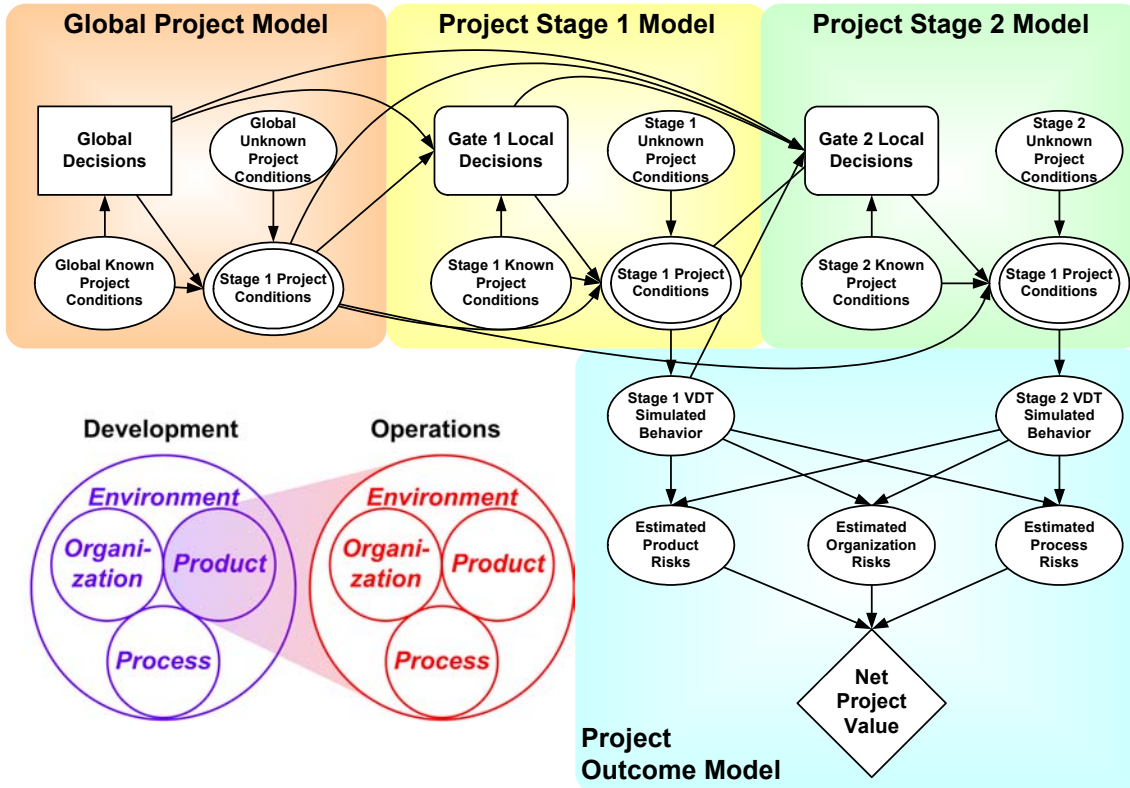 Global Project Model
Global
Decisions
Global
Unknown
Project
Conditions
Global Known
Project
Conditions
Stage 1 Project
Conditions
Project Stage 1 Model
Gate 1 Local
Decisions
Stage 1
Unknown
Project
Conditions
Stage 1 Known
Project
Conditions
Stage 1 Project
Conditions
Project Stage 2 Model
Gate 2 Local
Decisions
Stage 2
Unknown
Project
Conditions
Stage 2 Known
Project
Conditions
Stage 1 Project
Conditions
Development
Environment
Organi-
zation
Product
Process
Operations
Environment
Organi-
zation
Product
Process
Stage 1 VDT
Simulated
Behavior
Stage 2 VDT
Simulated
Behavior
Estimated
Product
Risks
Estimated
Organization
Risks
Estimated
Process
Risks
Net
Project
Value
Project
Outcome Model